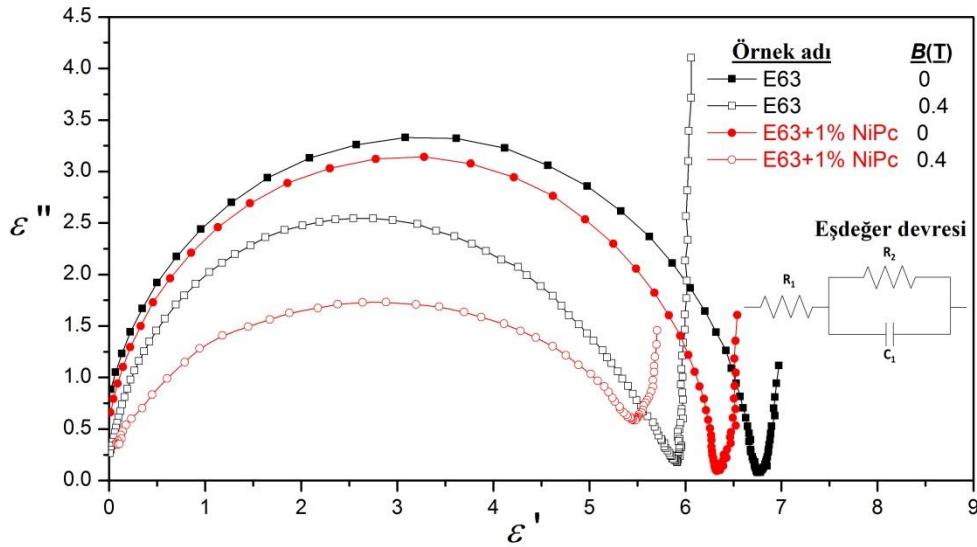 4.5
4.0
3.5
3.0
2.5
2.0
1.5
1.0
0.5
0.0
ε"
0 1 2 3 4 5 6 7 8 9
ε'
Örnek adı B(T)
E63 0
E63 0.4
E63+1% NiPc 0
E63+1% NiPc 0.4
Eşdeğer devresi
R₂
R₁
C₁